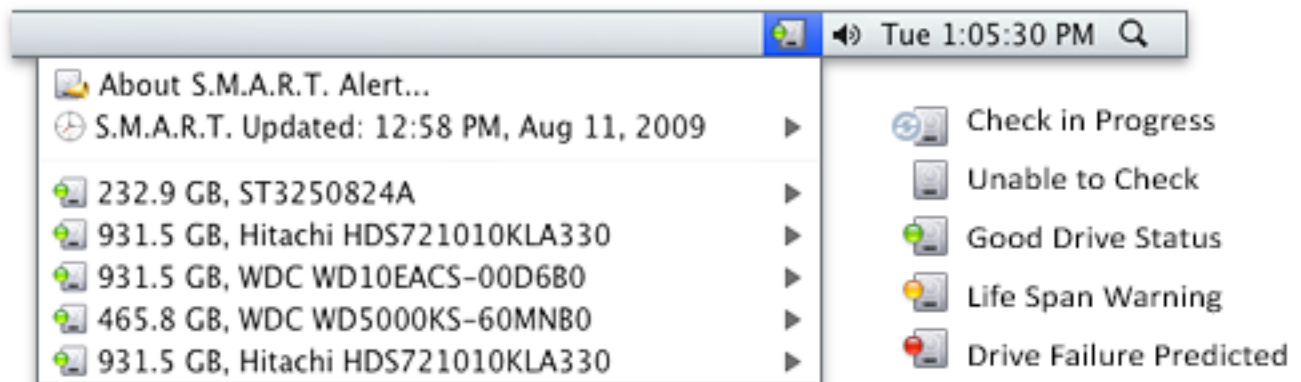 Tue 1:05:30 PM
About S.M.A.R.T. Alert...
S.M.A.R.T. Updated: 12:58 PM, Aug 11, 2009
232.9 GB, ST3250824A
931.5 GB, Hitachi HDS721010KLA330
931.5 GB, WDC WD10EACS-00D6B0
465.8 GB, WDC WD5000KS-60MNB0
931.5 GB, Hitachi HDS721010KLA330
Check in Progress
Unable to Check
Good Drive Status
Life Span Warning
Drive Failure Predicted